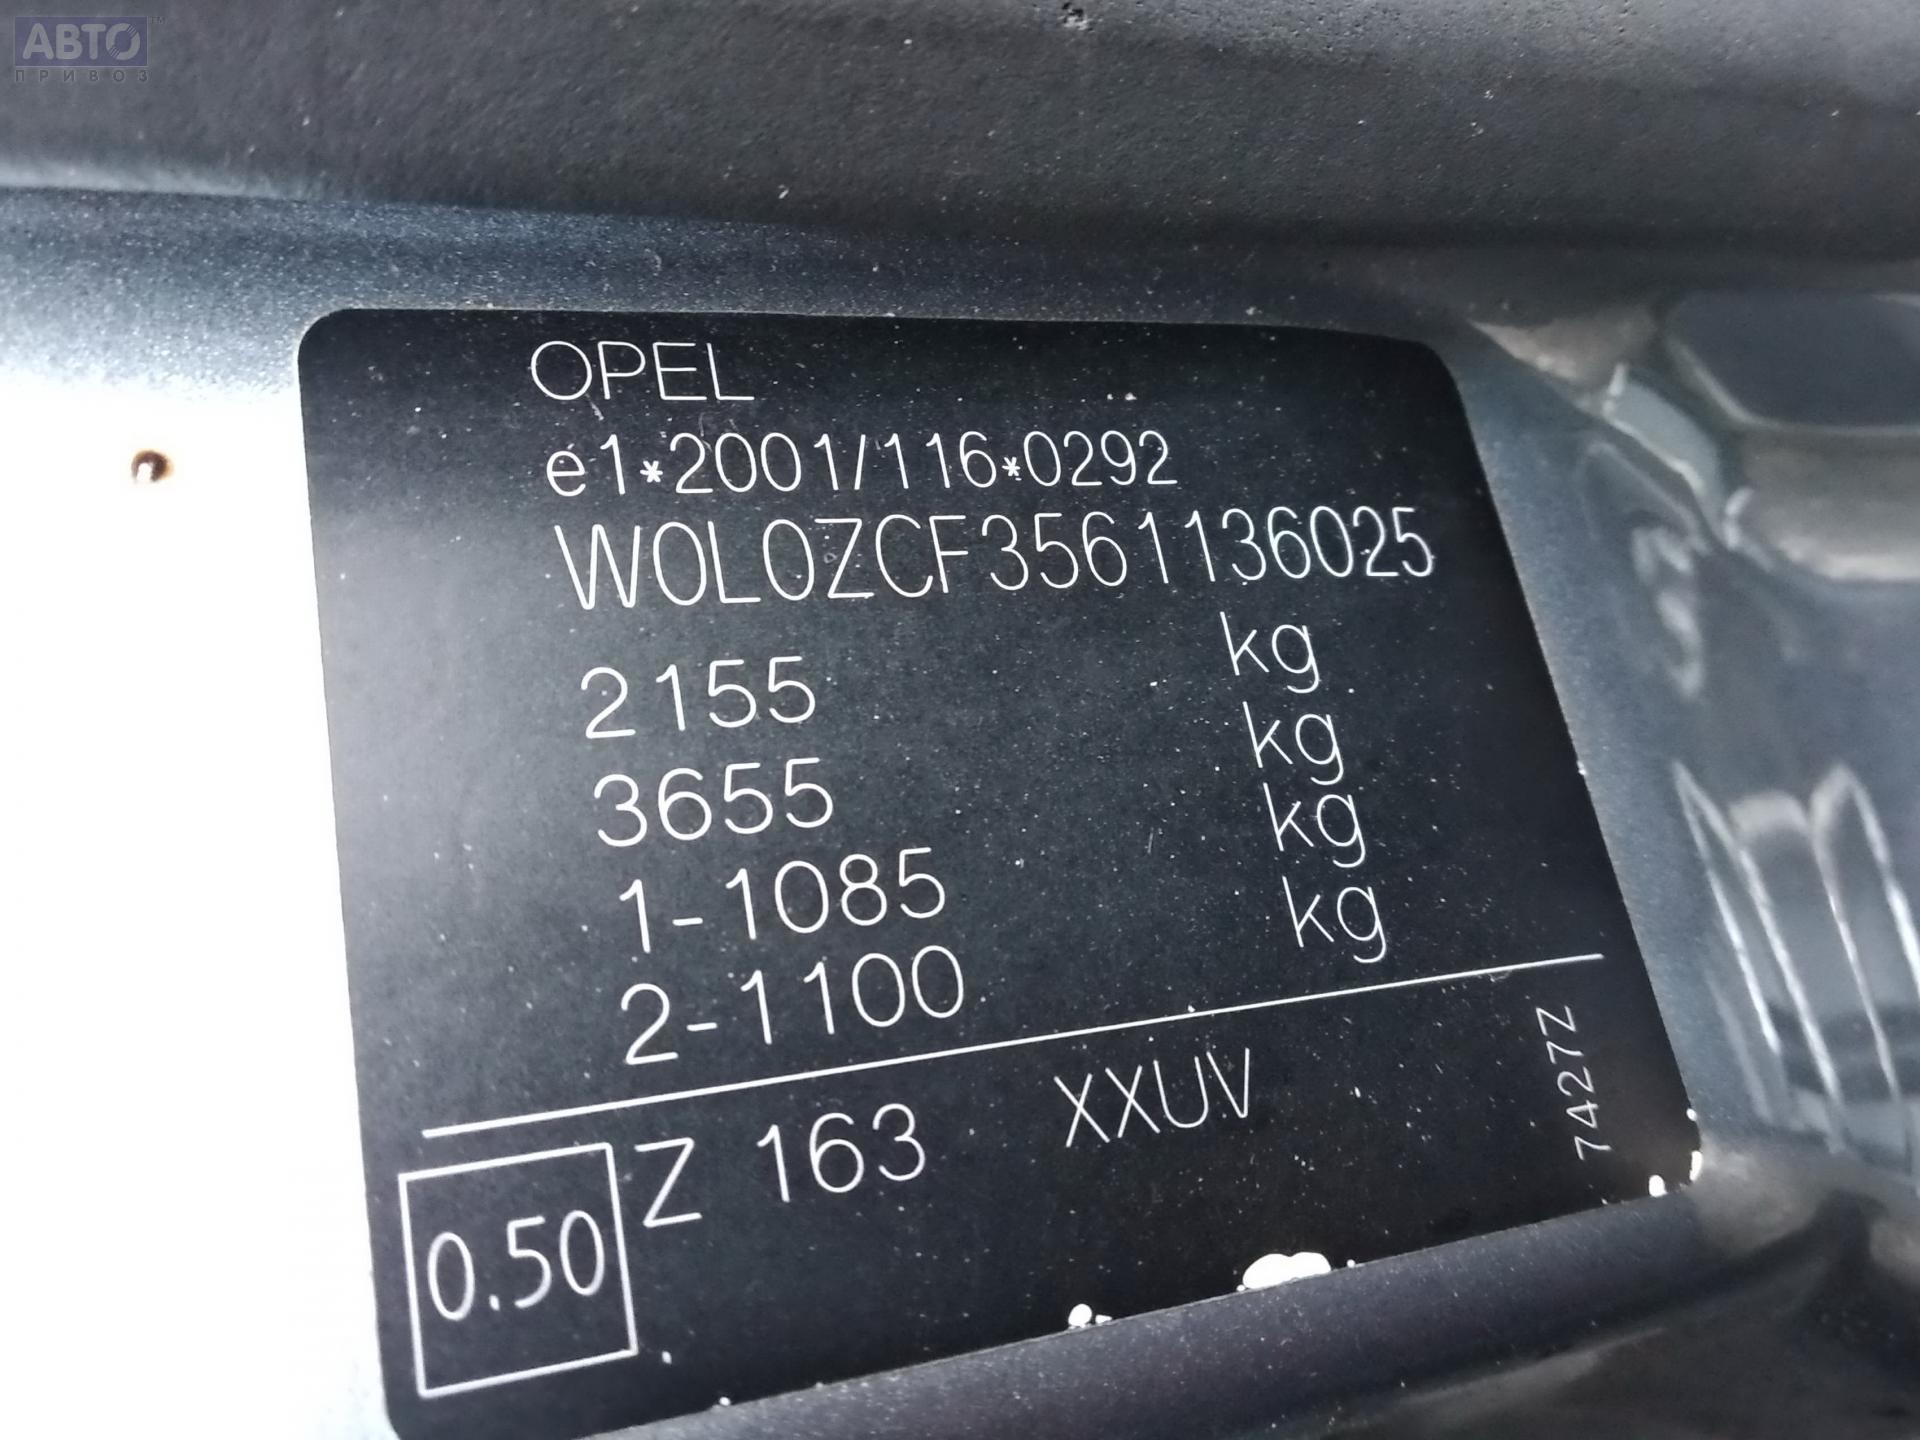 АВТО
ПРИВОЗ
OPEL
e1*2001/116*0292
W0L0ZCF3561136025
2155 kg
3655 kg
1-1085 kg
2-1100 kg
0.50 Z 163 XXUV
7427Z